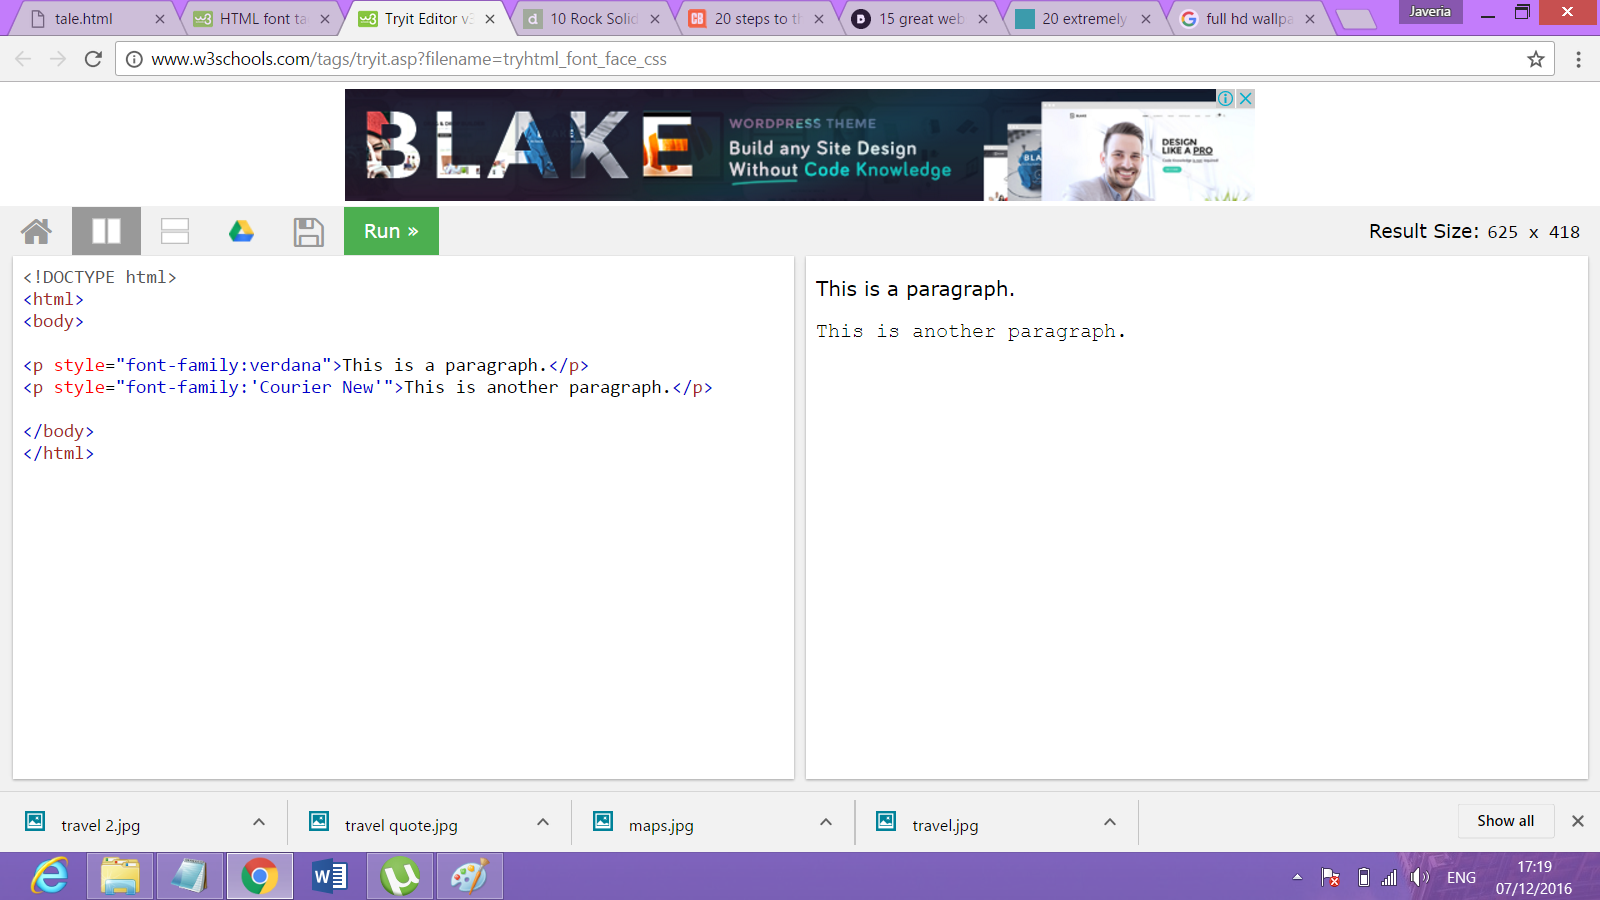 tale.html
HTML font ta
Tryit Editor v3
10 Rock Solid
20 steps to th
15 great web
20 extremely
full hd wallpa
Javeria
www.w3schools.com/tags/tryit.asp?filename=tryhtml_font_face_css
BLAKE
WORDPRESS THEME
Build any Site Design
Without Code Knowledge
DESIGN
LIKE A PRO
Run »
Result Size: 625 x 418
<!DOCTYPE html>
<html>
<body>
<p style="font-family:verdana">This is a paragraph.</p>
<p style="font-family:'Courier New'">This is another paragraph.</p>
</body>
</html>
This is a paragraph.
This is another paragraph.
travel 2.jpg
travel quote.jpg
maps.jpg
travel.jpg
Show all
ENG
17:19
07/12/2016